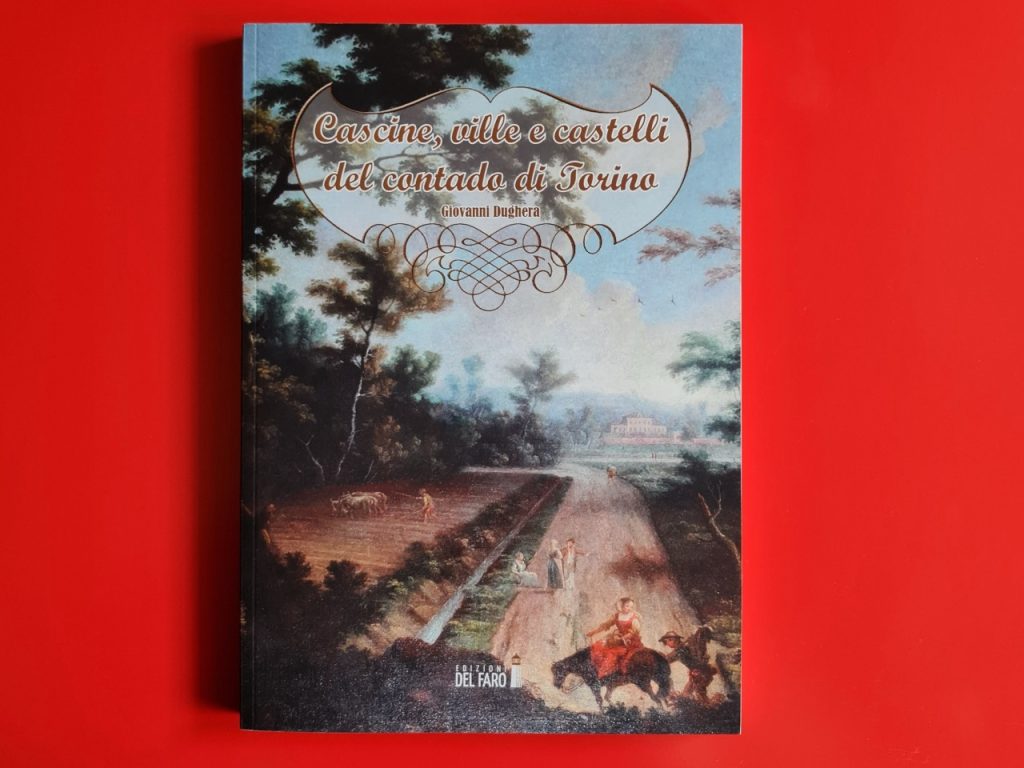 Cascine, ville e castelli
del contado di Torino
Giovanni Dughera
EDIZIONI
DEL FARO